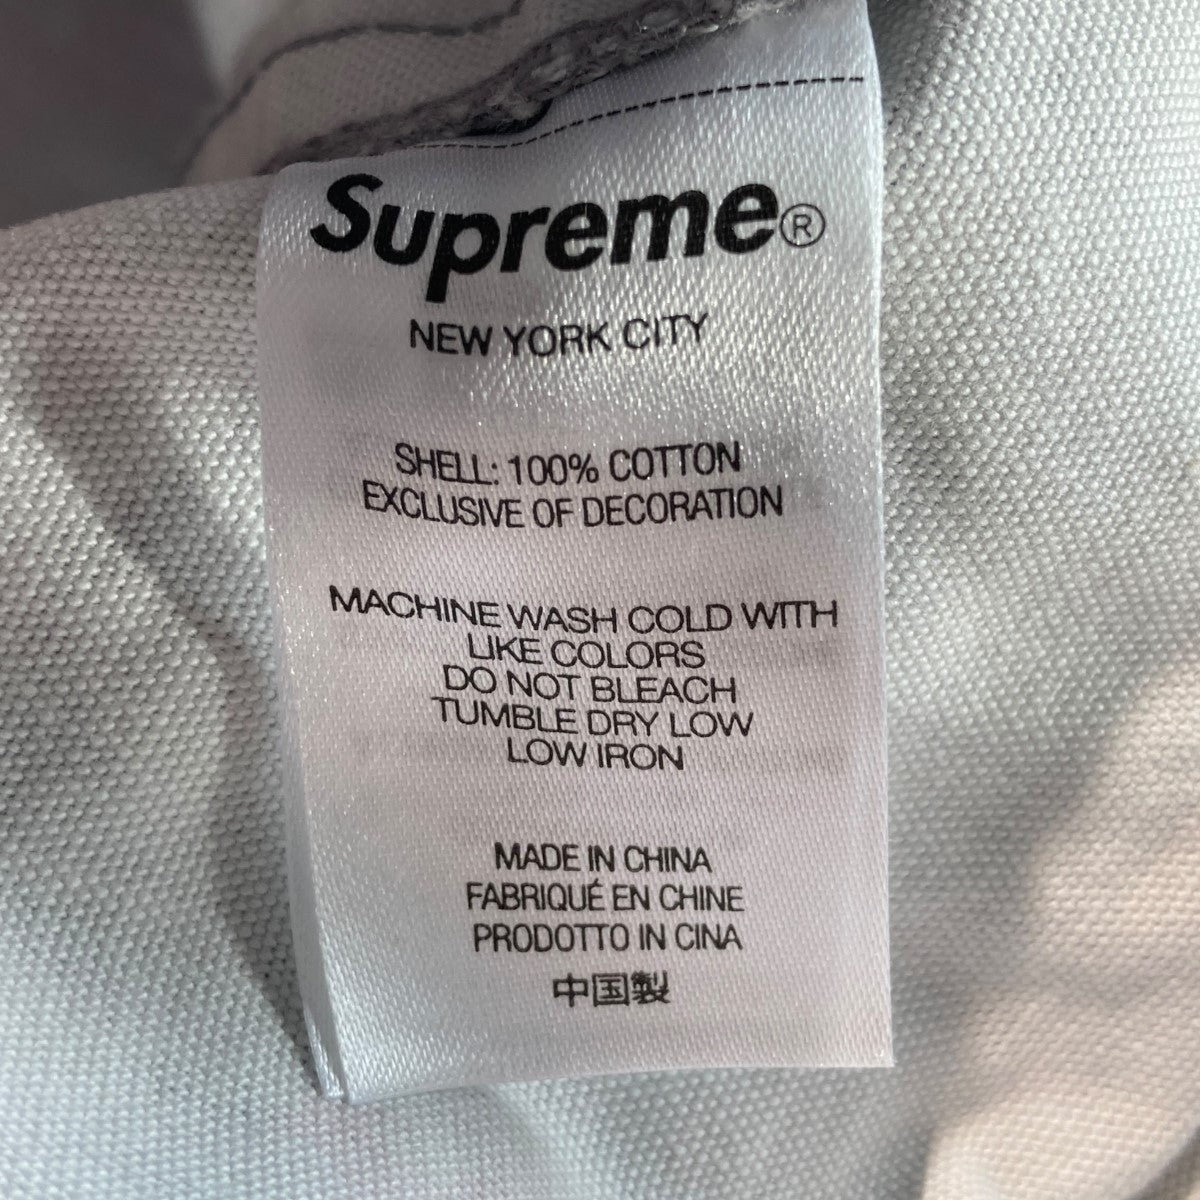 Supreme®
NEW YORK CITY
SHELL: 100% COTTON
EXCLUSIVE OF DECORATION
MACHINE WASH COLD WITH
LIKE COLORS
DO NOT BLEACH
TUMBLE DRY LOW
LOW IRON
MADE IN CHINA
FABRIQUÉ EN CHINE
PRODOTTO IN CINA
中国製